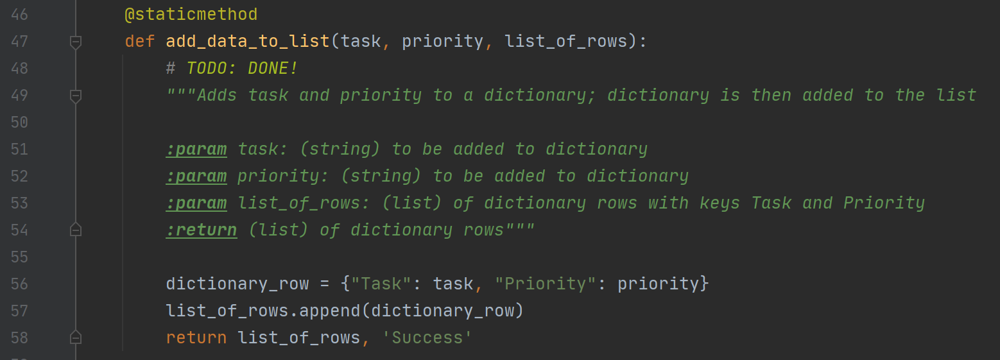 46 @staticmethod
47 def add_data_to_list(task, priority, list_of_rows):
48 # TODO: DONE!
49 """Adds task and priority to a dictionary; dictionary is then added to the list
50
51 :param task: (string) to be added to dictionary
52 :param priority: (string) to be added to dictionary
53 :param list_of_rows: (list) of dictionary rows with keys Task and Priority
54 :return (list) of dictionary rows"""
55
56 dictionary_row = {"Task": task, "Priority": priority}
57 list_of_rows.append(dictionary_row)
58 return list_of_rows, 'Success'